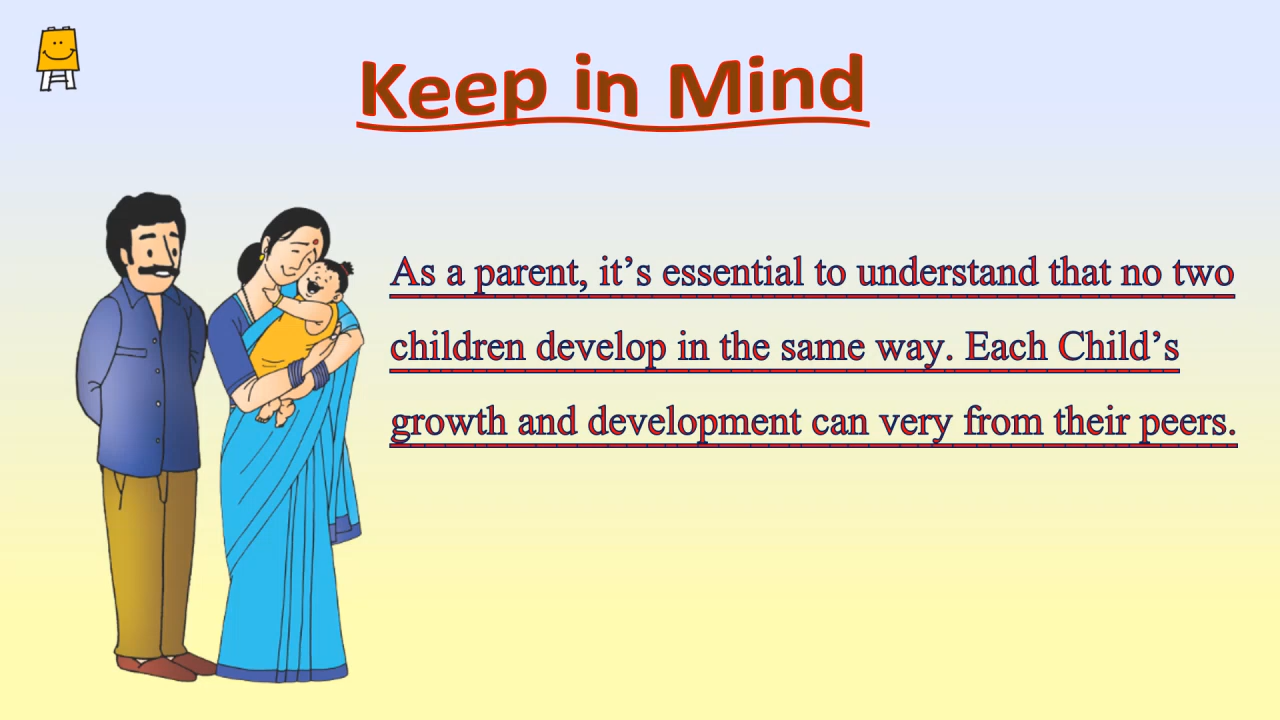 Keep in Mind
As a parent, it’s essential to understand that no two
children develop in the same way. Each Child’s
growth and development can very from their peers.